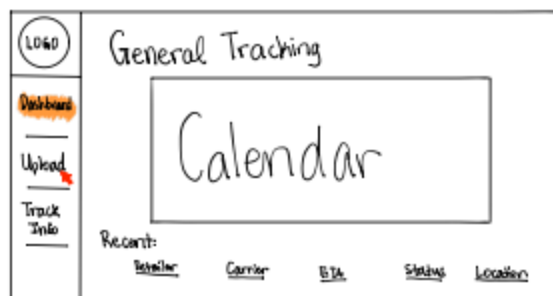 LOGO
Dashboard
Upload
Track
Info
General Tracking
Calendar
Recent:
Retailer Carrier ETA Status Location